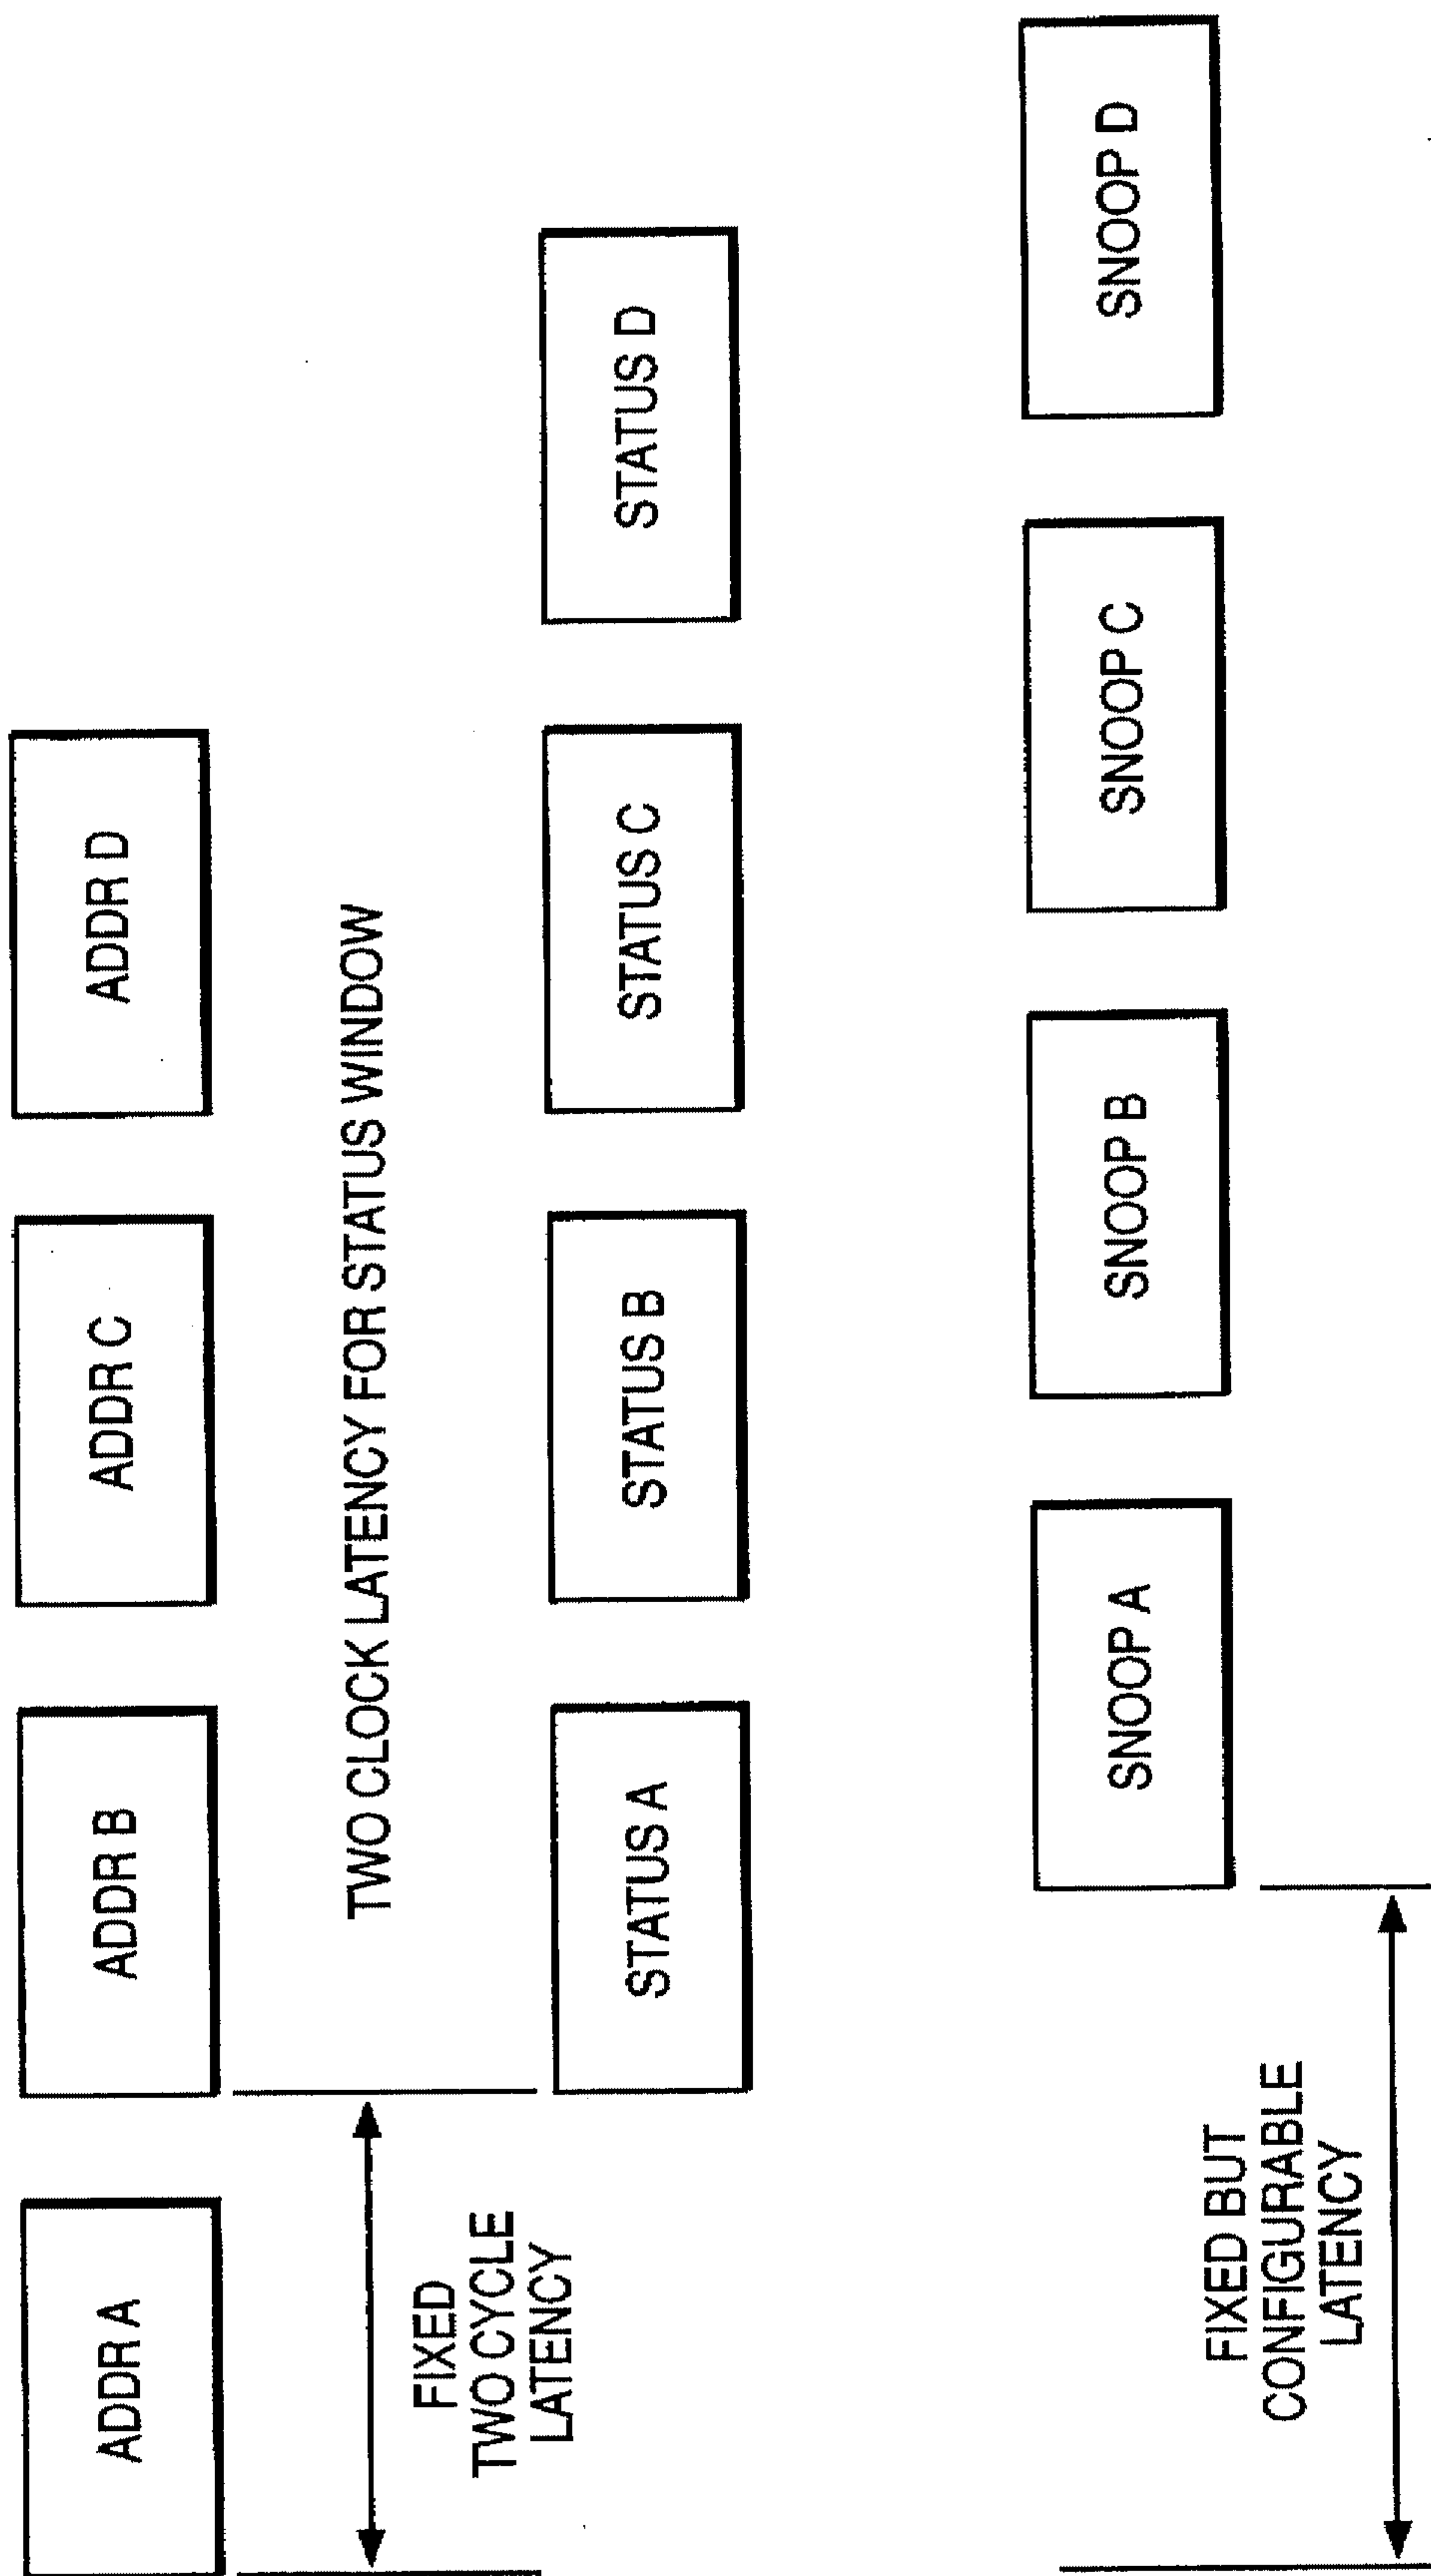 ADDR A
ADDR B
ADDR C
ADDR D
TWO CLOCK LATENCY FOR STATUS WINDOW
FIXED
TWO CYCLE
LATENCY
STATUS A
STATUS B
STATUS C
STATUS D
SNOOP A
SNOOP B
SNOOP C
SNOOP D
FIXED BUT
CONFIGURABLE
LATENCY